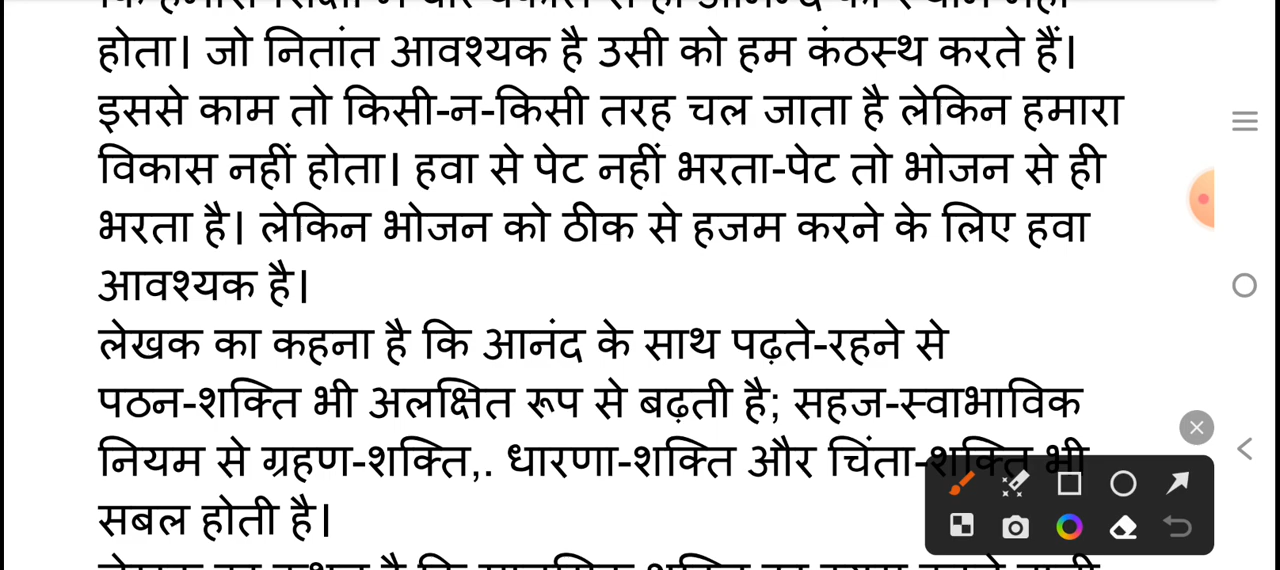 होता। जो नितांत आवश्यक है उसी को हम कंठस्थ करते हैं।
इससे काम तो किसी-न-किसी तरह चल जाता है लेकिन हमारा
विकास नहीं होता। हवा से पेट नहीं भरता-पेट तो भोजन से ही
भरता है। लेकिन भोजन को ठीक से हजम करने के लिए हवा
आवश्यक है।
लेखक का कहना है कि आनंद के साथ पढ़ते-रहने से
पठन-शक्ति भी अलक्षित रूप से बढ़ती है; सहज-स्वाभाविक
नियम से ग्रहण-शक्ति,. धारणा-शक्ति और चिंता-शक्ति भी
सबल होती है।